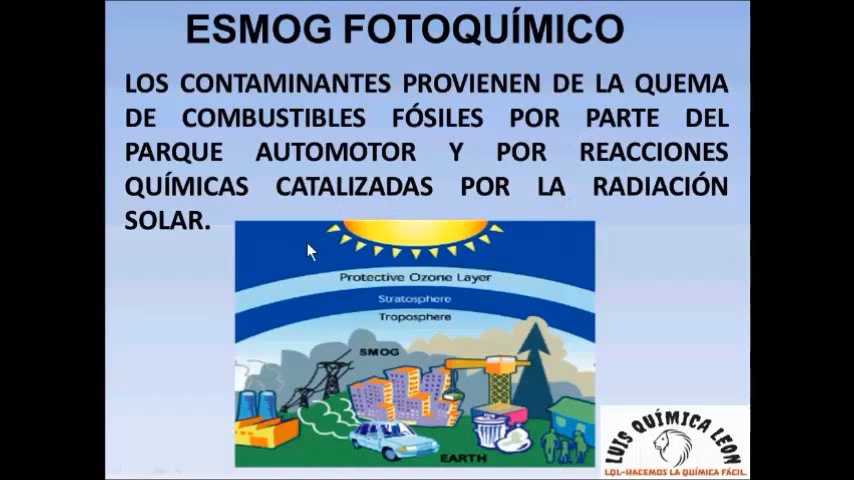 ESMOG FOTOQUÍMICO
LOS CONTAMINANTES PROVIENEN DE LA QUEMA
DE COMBUSTIBLES FÓSILES POR PARTE DEL
PARQUE AUTOMOTOR Y POR REACCIONES
QUÍMICAS CATALIZADAS POR LA RADIACIÓN
SOLAR.
Protective Ozone Layer
Stratosphere
Troposphere
SMOG
EARTH
LUIS QUÍMICA LEON
LQL-HACEMOS LA QUÍMICA FÁCIL.